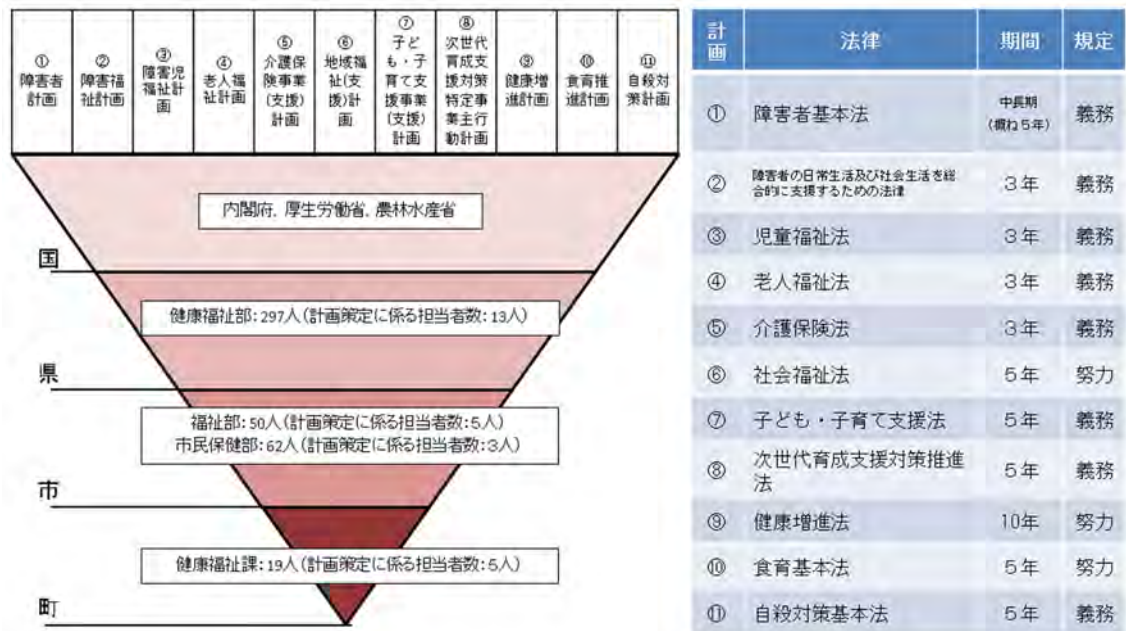 ①
障害者
計画
②
障害福
祉計画
③
障害児
福祉計
画
④
老人福
祉計画
⑤
介護保
険事業
(支援)
計画
⑥
地域福
祉(支
援)計
画
⑦
子ど
も・子
育て支
援事業
(支援)
計画
⑧
次世代
育成支
援対策
特定事
業主行
動計画
⑨
健康増
進計画
⑩
食育推
進計画
⑪
自殺対
策計画
内閣府、厚生労働省、農林水産省
国
健康福祉部:297人(計画策定に係る担当者数:13人)
県
福祉部:50人(計画策定に係る担当者数:5人)
市民保健部:62人(計画策定に係る担当者数:3人)
市
健康福祉課:19人(計画策定に係る担当者数:5人)
町
計画 法律 期間 規定
① 障害者基本法 中長期(概ね5年) 義務
② 障害者の日常生活及び社会生活を総
合的に支援するための法律 3年 義務
③ 児童福祉法 3年 義務
④ 老人福祉法 3年 義務
⑤ 介護保険法 3年 義務
⑥ 社会福祉法 5年 努力
⑦ 子ども・子育て支援法 5年 義務
⑧ 次世代育成支援対策推進
法 5年 義務
⑨ 健康増進法 10年 努力
⑩ 食育基本法 5年 努力
⑪ 自殺対策基本法 5年 義務